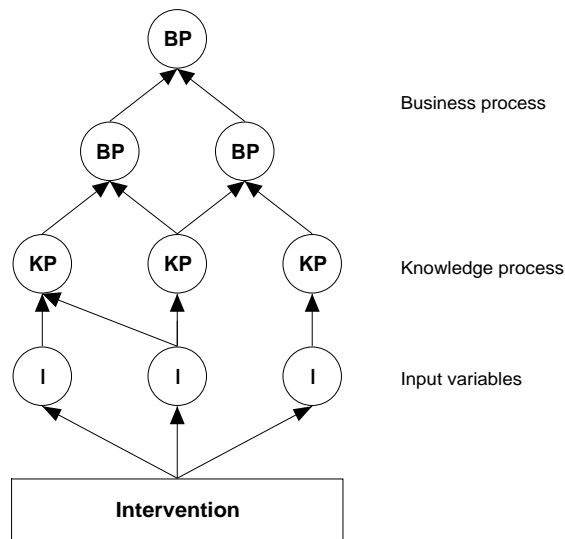 BP
Business process
BP BP
KP KP KP
Knowledge process
I I I
Input variables
Intervention